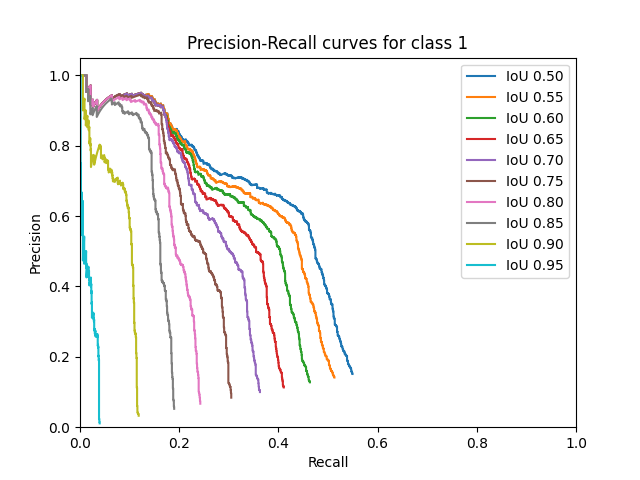 Precision-Recall curves for class 1
IoU 0.50
IoU 0.55
IoU 0.60
IoU 0.65
IoU 0.70
IoU 0.75
IoU 0.80
IoU 0.85
IoU 0.90
IoU 0.95
Precision
1.0
0.8
0.6
0.4
0.2
0.0
0.0 0.2 0.4 0.6 0.8 1.0
Recall